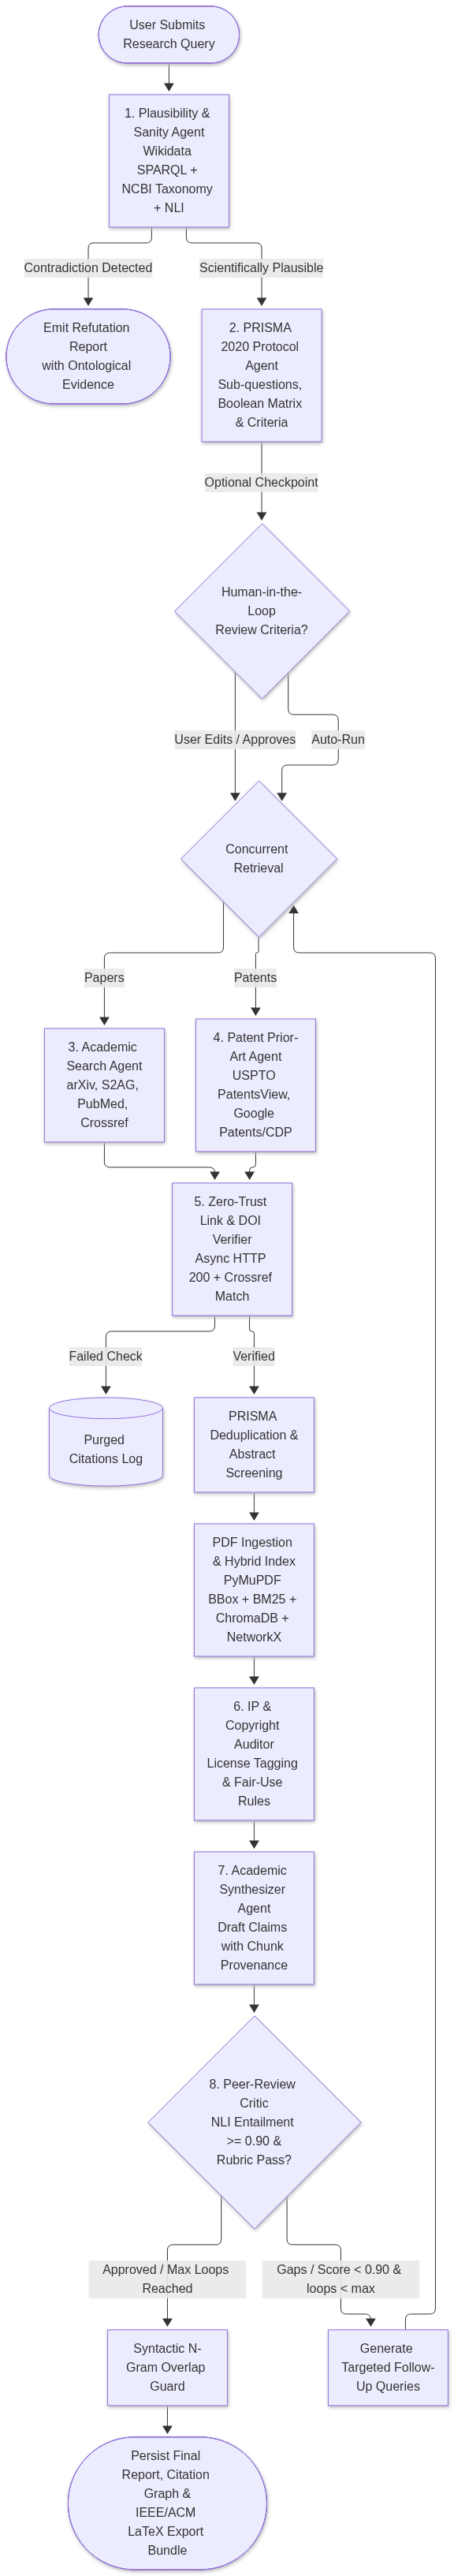 User Submits
Research Query
1. Plausibility &
Sanity Agent
Wikidata
SPARQL +
NCBI Taxonomy
+ NLI
Contradiction Detected
Scientifically Plausible
Emit Refutation
Report
with Ontological
Evidence
2. PRISMA
2020 Protocol
Agent
Sub-questions,
Boolean Matrix
& Criteria
Optional Checkpoint
Human-in-the-
Loop
Review Criteria?
User Edits / Approves
Auto-Run
Concurrent
Retrieval
Papers
Patents
3. Academic
Search Agent
arXiv, S2AG,
PubMed,
Crossref
4. Patent Prior-
Art Agent
USPTO
PatentsView,
Google
Patents/CDP
5. Zero-Trust
Link & DOI
Verifier
Async HTTP
200 + Crossref
Match
Failed Check
Verified
Purged
Citations Log
PRISMA
Deduplication &
Abstract
Screening
PDF Ingestion
& Hybrid Index
PyMuPDF
BBox + BM25 +
ChromaDB +
NetworkX
6. IP &
Copyright
Auditor
License Tagging
& Fair-Use
Rules
7. Academic
Synthesizer
Agent
Draft Claims
with Chunk
Provenance
8. Peer-Review
Critic
NLI Entailment
>= 0.90 &
Rubric Pass?
Approved / Max Loops
Reached
Gaps / Score < 0.90 &
loops < max
Syntactic N-
Gram Overlap
Guard
Generate
Targeted Follow-
Up Queries
Persist Final
Report, Citation
Graph &
IEEE/ACM
LaTeX Export
Bundle